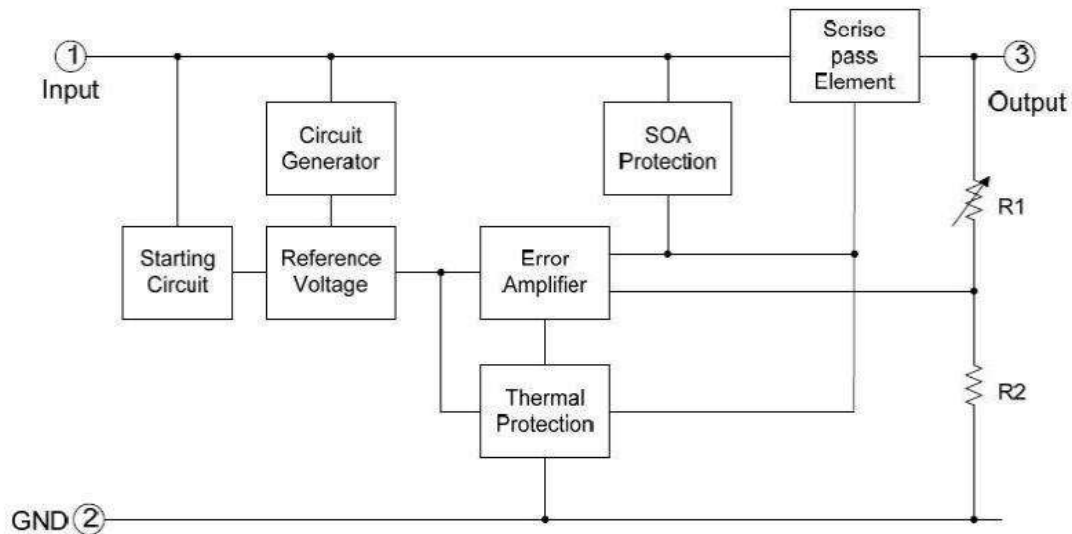 1
Input
Circuit
Generator
SOA
Protection
Serise
pass
Element
3
Output
R1
Starting
Circuit
Reference
Voltage
Error
Amplifier
Thermal
Protection
R2
GND 2